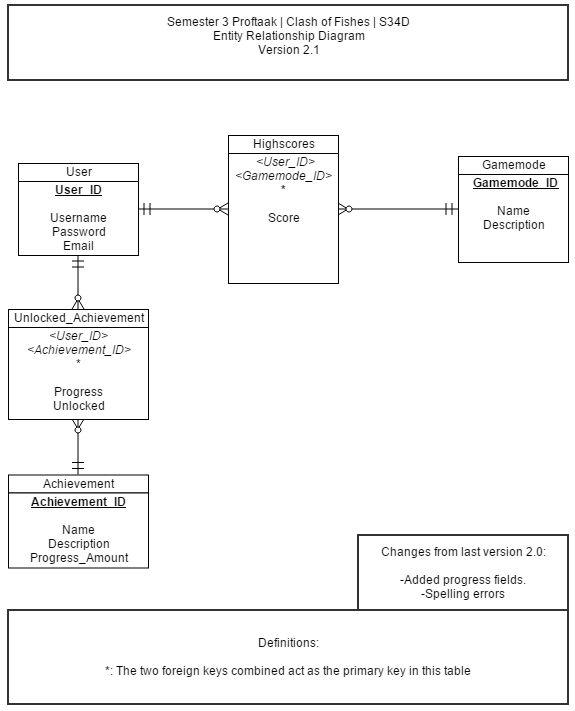 Semester 3 Proftaak | Clash of Fishes | S34D
Entity Relationship Diagram
Version 2.1
Highscores
<User_ID>
<Gamemode_ID>
*
Score
User
User_ID
Username
Password
Email
Gamemode
Gamemode_ID
Name
Description
Unlocked_Achievement
<User_ID>
<Achievement_ID>
*
Progress
Unlocked
Achievement
Achievement_ID
Name
Description
Progress_Amount
Changes from last version 2.0:
-Added progress fields.
-Spelling errors
Definitions:
*: The two foreign keys combined act as the primary key in this table